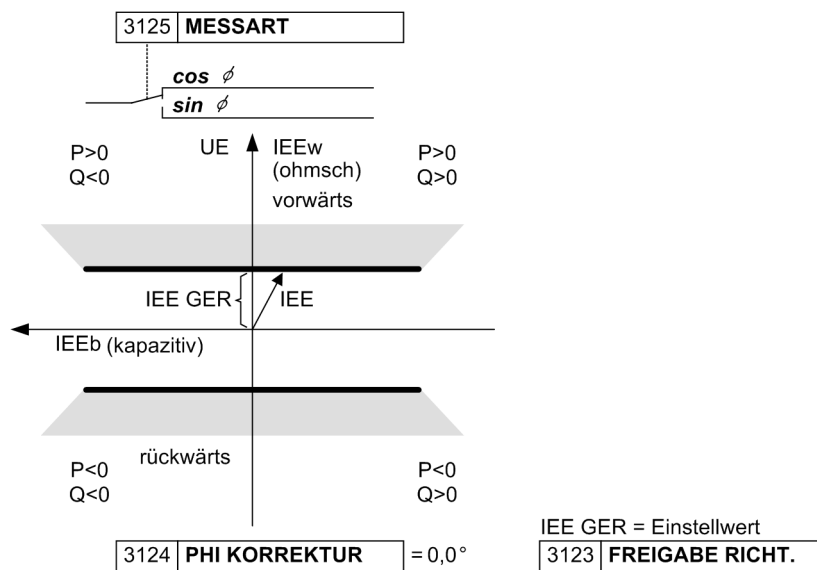 3125 MESSART
cos ϕ
sin ϕ
UE
IEEw
(ohmsch)
vorwärts
P>0
Q<0
P>0
Q>0
IEE GER
IEE
IEEb (kapazitiv)
rückwärts
P<0
Q<0
P<0
Q>0
IEE GER = Einstellwert
3124 PHI KORREKTUR = 0,0°
3123 FREIGABE RICHT.